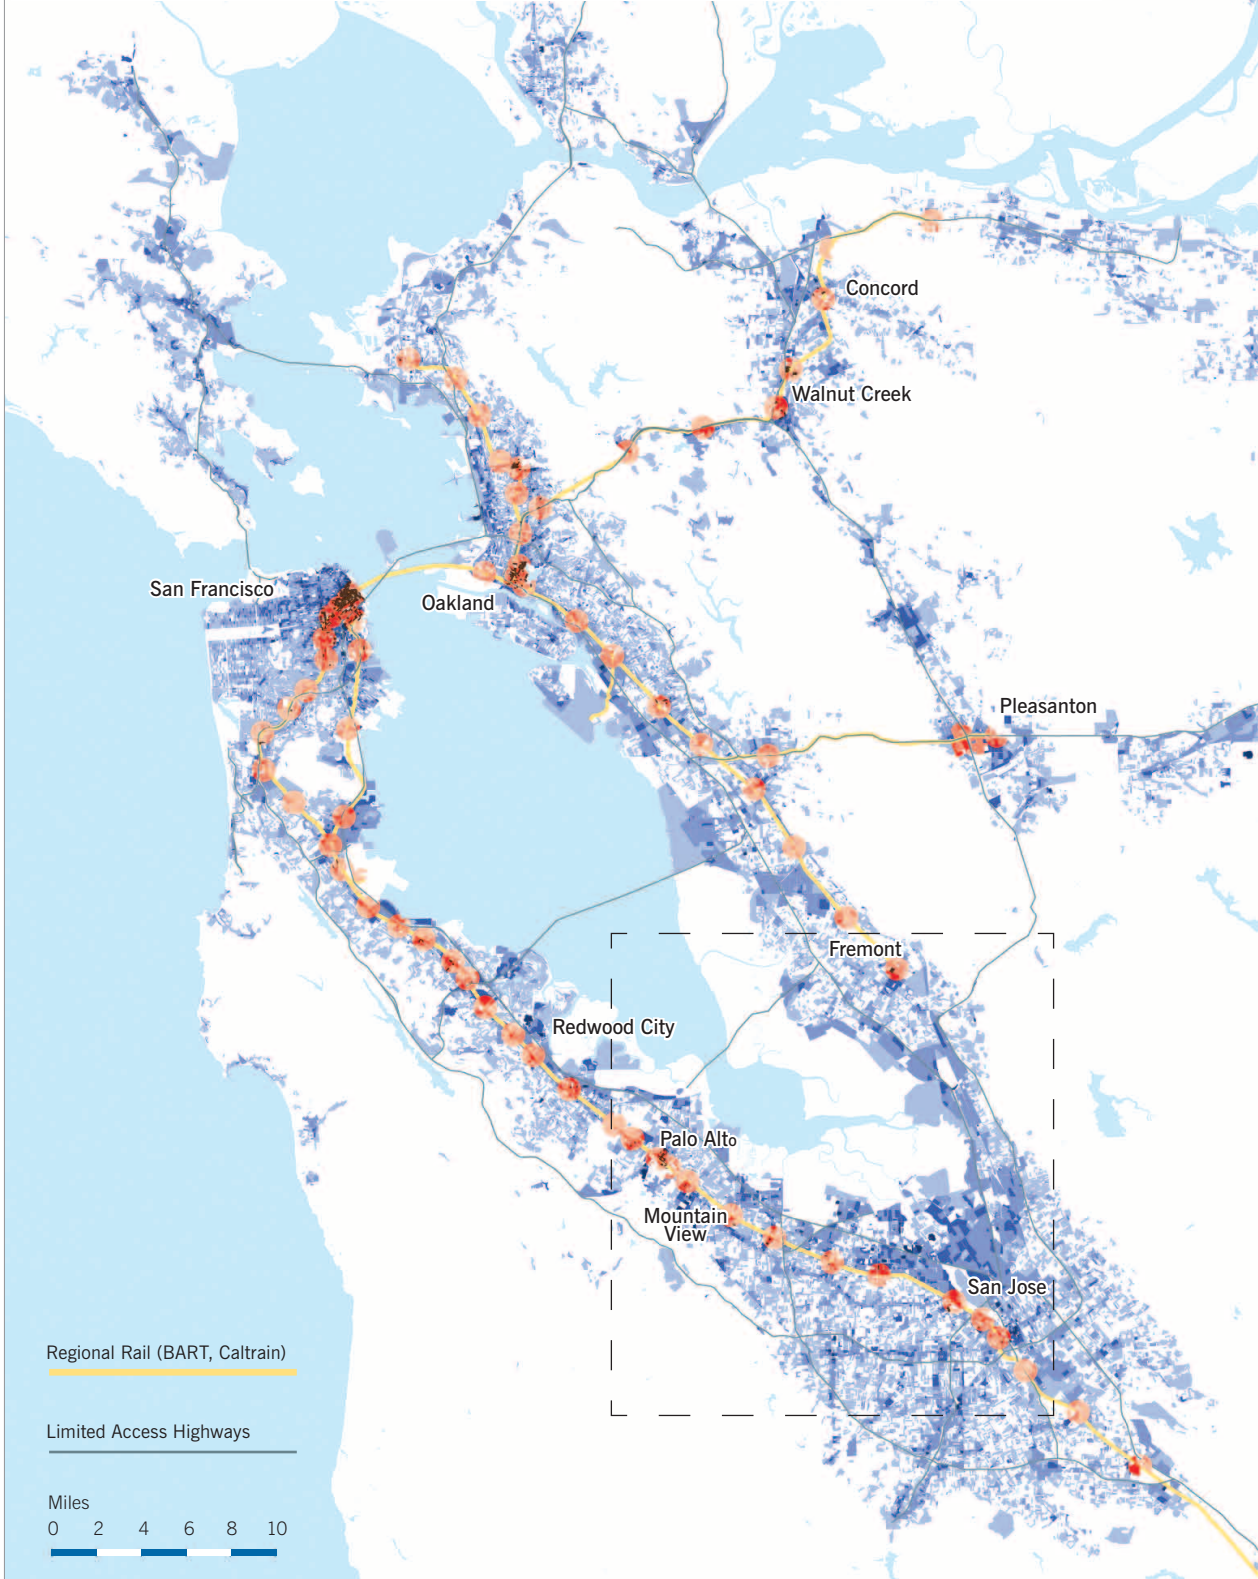 Concord
Walnut Creek
San Francisco
Oakland
Pleasanton
Fremont
Redwood City
Palo Alto
Mountain
View
San Jose
Regional Rail (BART, Caltrain)
Limited Access Highways
Miles
0 2 4 6 8 10